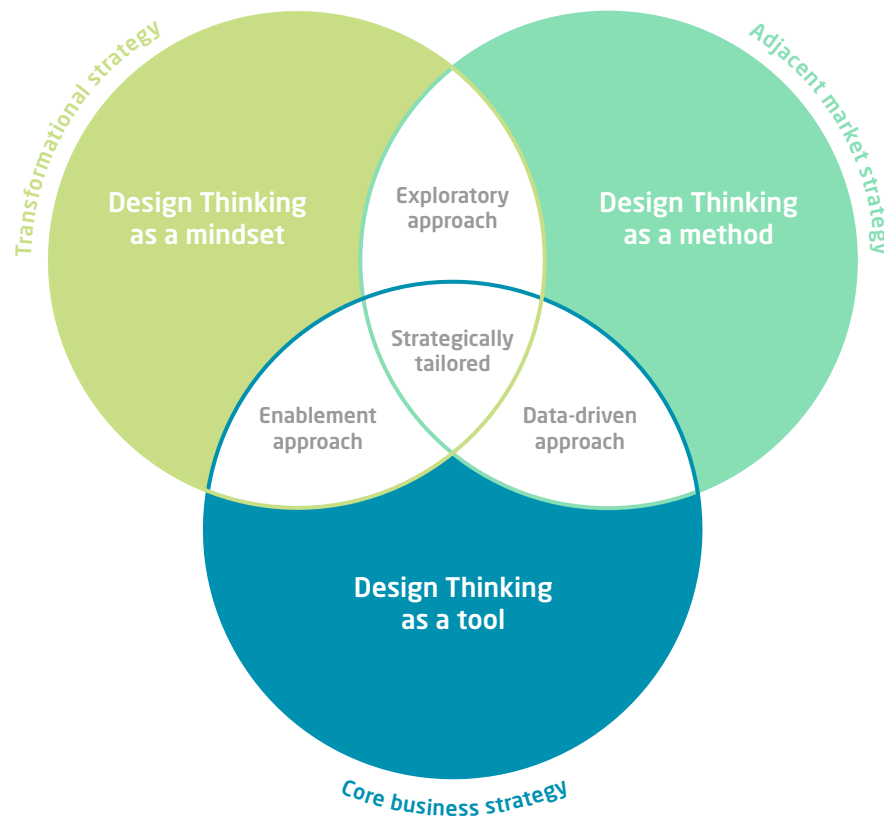 Transformational strategy
Adjacent market strategy
Design Thinking
as a mindset
Exploratory
approach
Design Thinking
as a method
Strategically
tailored
Enablement
approach
Data-driven
approach
Design Thinking
as a tool
Core business strategy